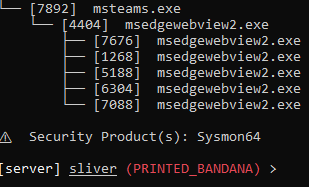 └── [7892]  msteams.exe
    └── [4404]  msedgewebview2.exe
        ├── [7676]  msedgewebview2.exe
        ├── [1268]  msedgewebview2.exe
        ├── [5188]  msedgewebview2.exe
        ├── [6304]  msedgewebview2.exe
        └── [7088]  msedgewebview2.exe
⚠  Security Product(s): Sysmon64
[server] sliver (PRINTED_BANDANA) >